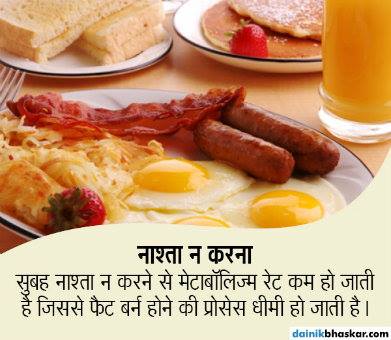 नाश्ता न करना
सुबह नाश्ता न करने से मेटाबॉलिज्म रेट कम हो जाती
है जिससे फैट बर्न होने की प्रोसेस धीमी हो जाती है।
dainikbhaskar.com